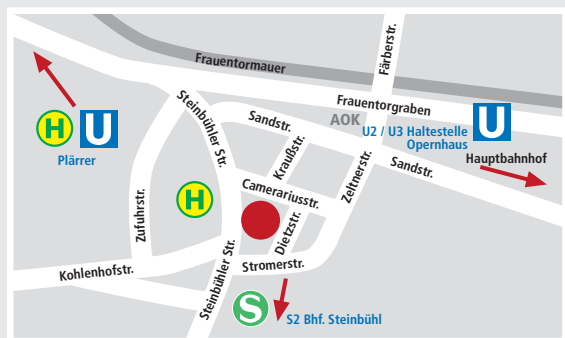 Färberstr.
Frauentormauer
Frauentorgraben
Steinbühler Str.
Sandstr.
AOK
U
U2 / U3 Haltestelle
Opernhaus
Hauptbahnhof
H
U
Plärrer
Kraußstr.
Zeltnerstr.
Sandstr.
Camerariusstr.
H
Zufuhrstr.
Dietzstr.
Stromerstr.
Kohlenhofstr.
Steinbühler Str.
S
S2 Bhf. Steinbühl